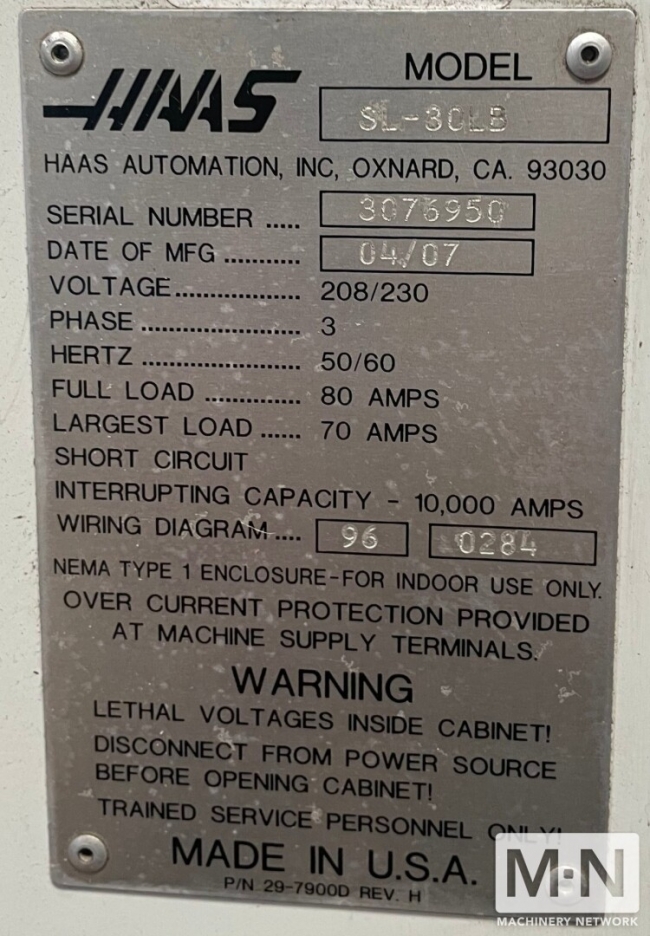 HAAS
MODEL
SL-30LB
HAAS AUTOMATION, INC, OXNARD, CA. 93030
SERIAL NUMBER ..... 3076950
DATE OF MFG ........... 04/07
VOLTAGE.................. 208/230
PHASE ....................... 3
HERTZ ....................... 50/60
FULL LOAD .............. 80 AMPS
LARGEST LOAD ...... 70 AMPS
SHORT CIRCUIT
INTERRUPTING CAPACITY - 10,000 AMPS
WIRING DIAGRAM.... 96 0284
NEMA TYPE 1 ENCLOSURE-FOR INDOOR USE ONLY.
OVER CURRENT PROTECTION PROVIDED
AT MACHINE SUPPLY TERMINALS.
WARNING
LETHAL VOLTAGES INSIDE CABINET!
DISCONNECT FROM POWER SOURCE
BEFORE OPENING CABINET!
TRAINED SERVICE PERSONNEL ONLY!
MADE IN U.S.A.
P/N 29-7900D REV. H
M·N
MACHINERY NETWORK